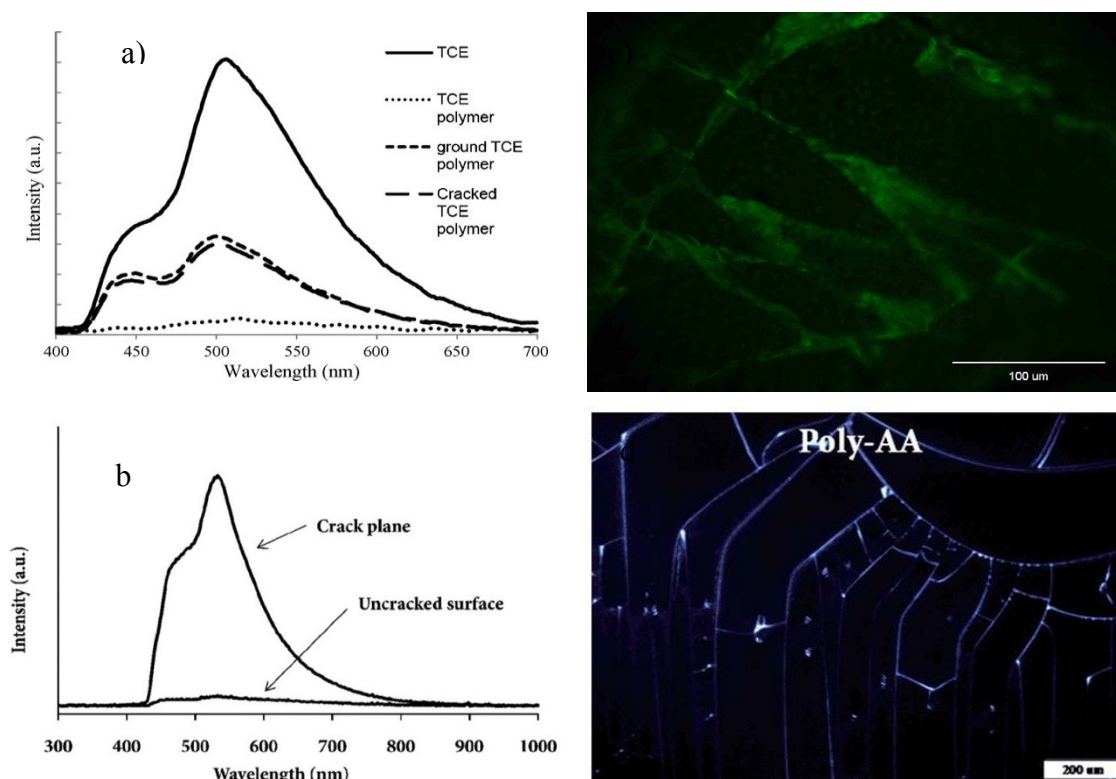 a)
TCE
TCE
polymer
ground TCE
polymer
Cracked
TCE
polymer
Intensity (a.u.)
400 450 500 550 600 650 700
Wavelength (nm)
c)
100 um
b
Crack plane
Uncracked surface
Intensity (a.u.)
300 400 500 600 700 800 900 1000
Wavelength (nm)
d
Poly-AA
200 um